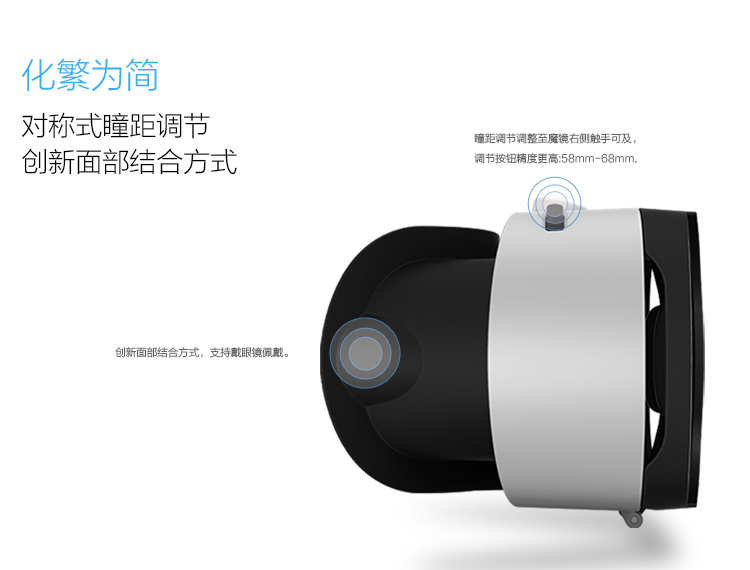 化繁为简
对称式瞳距调节
创新面部结合方式
瞳距调节调整至魔镜右侧触手可及，
调节按钮精度更高:58mm-68mm.
创新面部结合方式，支持戴眼镜佩戴。